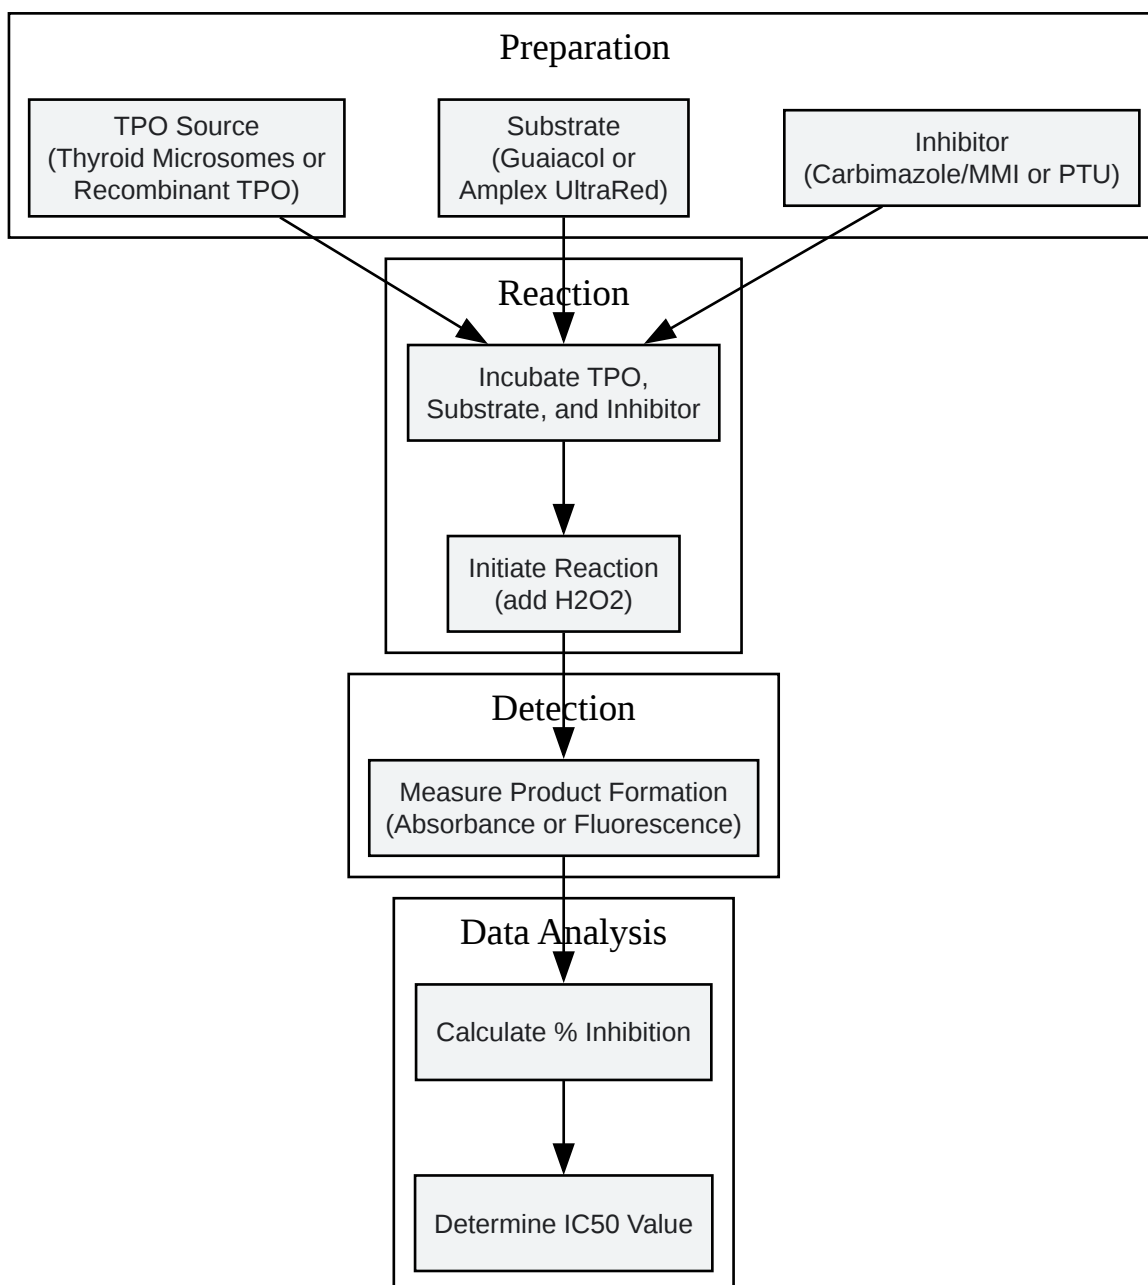 Preparation
TPO Source
(Thyroid Microsomes or
Recombinant TPO)
Substrate
(Guaiacol or
Amplex UltraRed)
Inhibitor
(Carbimazole/MMI or PTU)
Reaction
Incubate TPO,
Substrate, and Inhibitor
Initiate Reaction
(add H2O2)
Detection
Measure Product Formation
(Absorbance or Fluorescence)
Data Analysis
Calculate % Inhibition
Determine IC50 Value